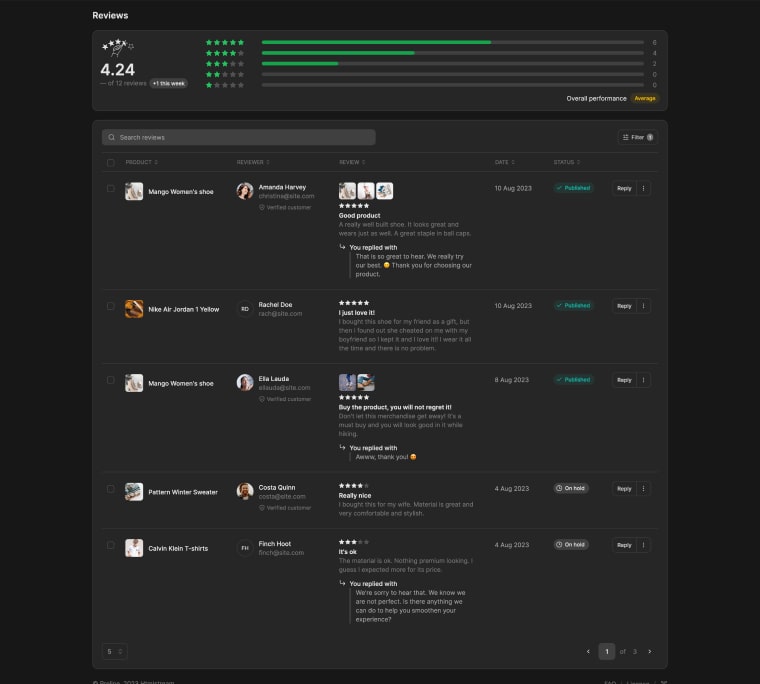 Reviews
4.24
— of 12 reviews +1 this week
6
4
2
0
0
Overall performance Average
Search reviews
Filter
PRODUCT REVIEWER REVIEW DATE STATUS
Mango Women's shoe
Amanda Harvey
christina@site.com
Verified customer
Good product
A really well built shoe. It looks great and
wears just as well. A great staple in ball caps.
You replied with
That is so great to hear. We really try
our best. 😊 Thank you for choosing our
product.
10 Aug 2023
Published
Reply
Nike Air Jordan 1 Yellow
RD
Rachel Doe
rach@site.com
I just love it!
I bought this shoe for my friend as a gift, but
then i found out she cheated on me with my
boyfriend so I kept it and I love it!! I wear it all
the time and there is no problem.
10 Aug 2023
Published
Reply
Mango Women's shoe
Ella Lauda
ellauda@site.com
Verified customer
Buy the product, you will not regret it!
Don't let this merchandise get away! It's a
must buy and you will look good in it while
hiking.
You replied with
Awww, thank you! 😍
8 Aug 2023
Published
Reply
Pattern Winter Sweater
Costa Quinn
costa@site.com
Verified customer
Really nice
I bought this for my wife. Material is great and
very comfortable and stylish.
4 Aug 2023
On hold
Reply
Calvin Klein T-shirts
FH
Finch Hoot
finch@site.com
It's ok
The material is ok. Nothing premium looking. I
guess I expected more for its price.
You replied with
We're sorry to hear that. We know we
are not perfect. Is there anything we
can do to help you smoothen your
experience?
4 Aug 2023
On hold
Reply
5
1 of 3